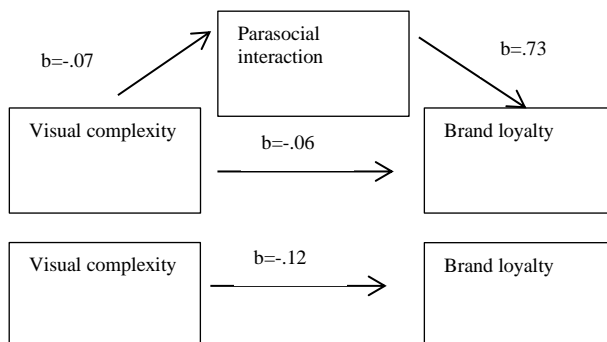 Parasocial
interaction
b=-.07
b=.73
Visual complexity
Brand loyalty
b=-.06
Visual complexity
Brand loyalty
b=-.12